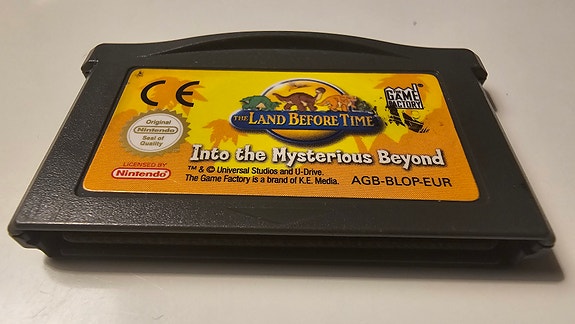 CE
GAME FACTORY
Original
Nintendo
Seal of
Quality
THE LAND BEFORE TIME
Into the Mysterious Beyond
LICENSED BY
Nintendo
™ & © Universal Studios and U-Drive.
The Game Factory is a brand of K.E. Media.
AGB-BLOP-EUR